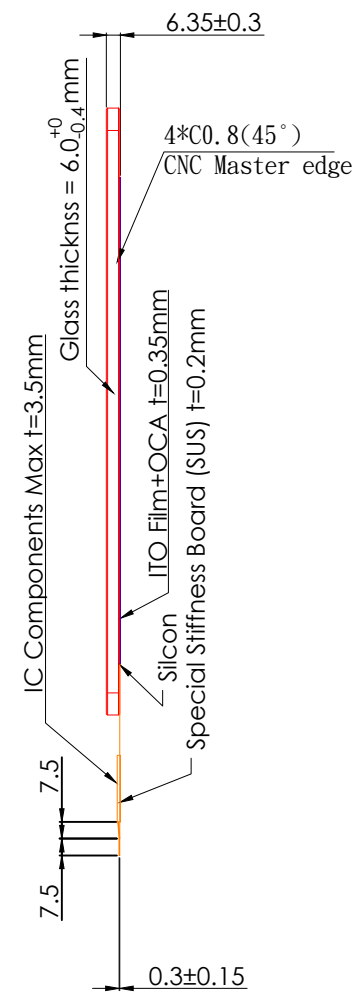 6.35±0.3
4*C0.8(45°)
CNC Master edge
Glass thicknss = 6.0 +0 -0.4 mm
IC Components Max t=3.5mm
ITO Film+OCA t=0.35mm
Silcon
Special Stiffness Board (SUS) t=0.2mm
7.5
7.5
0.3±0.15